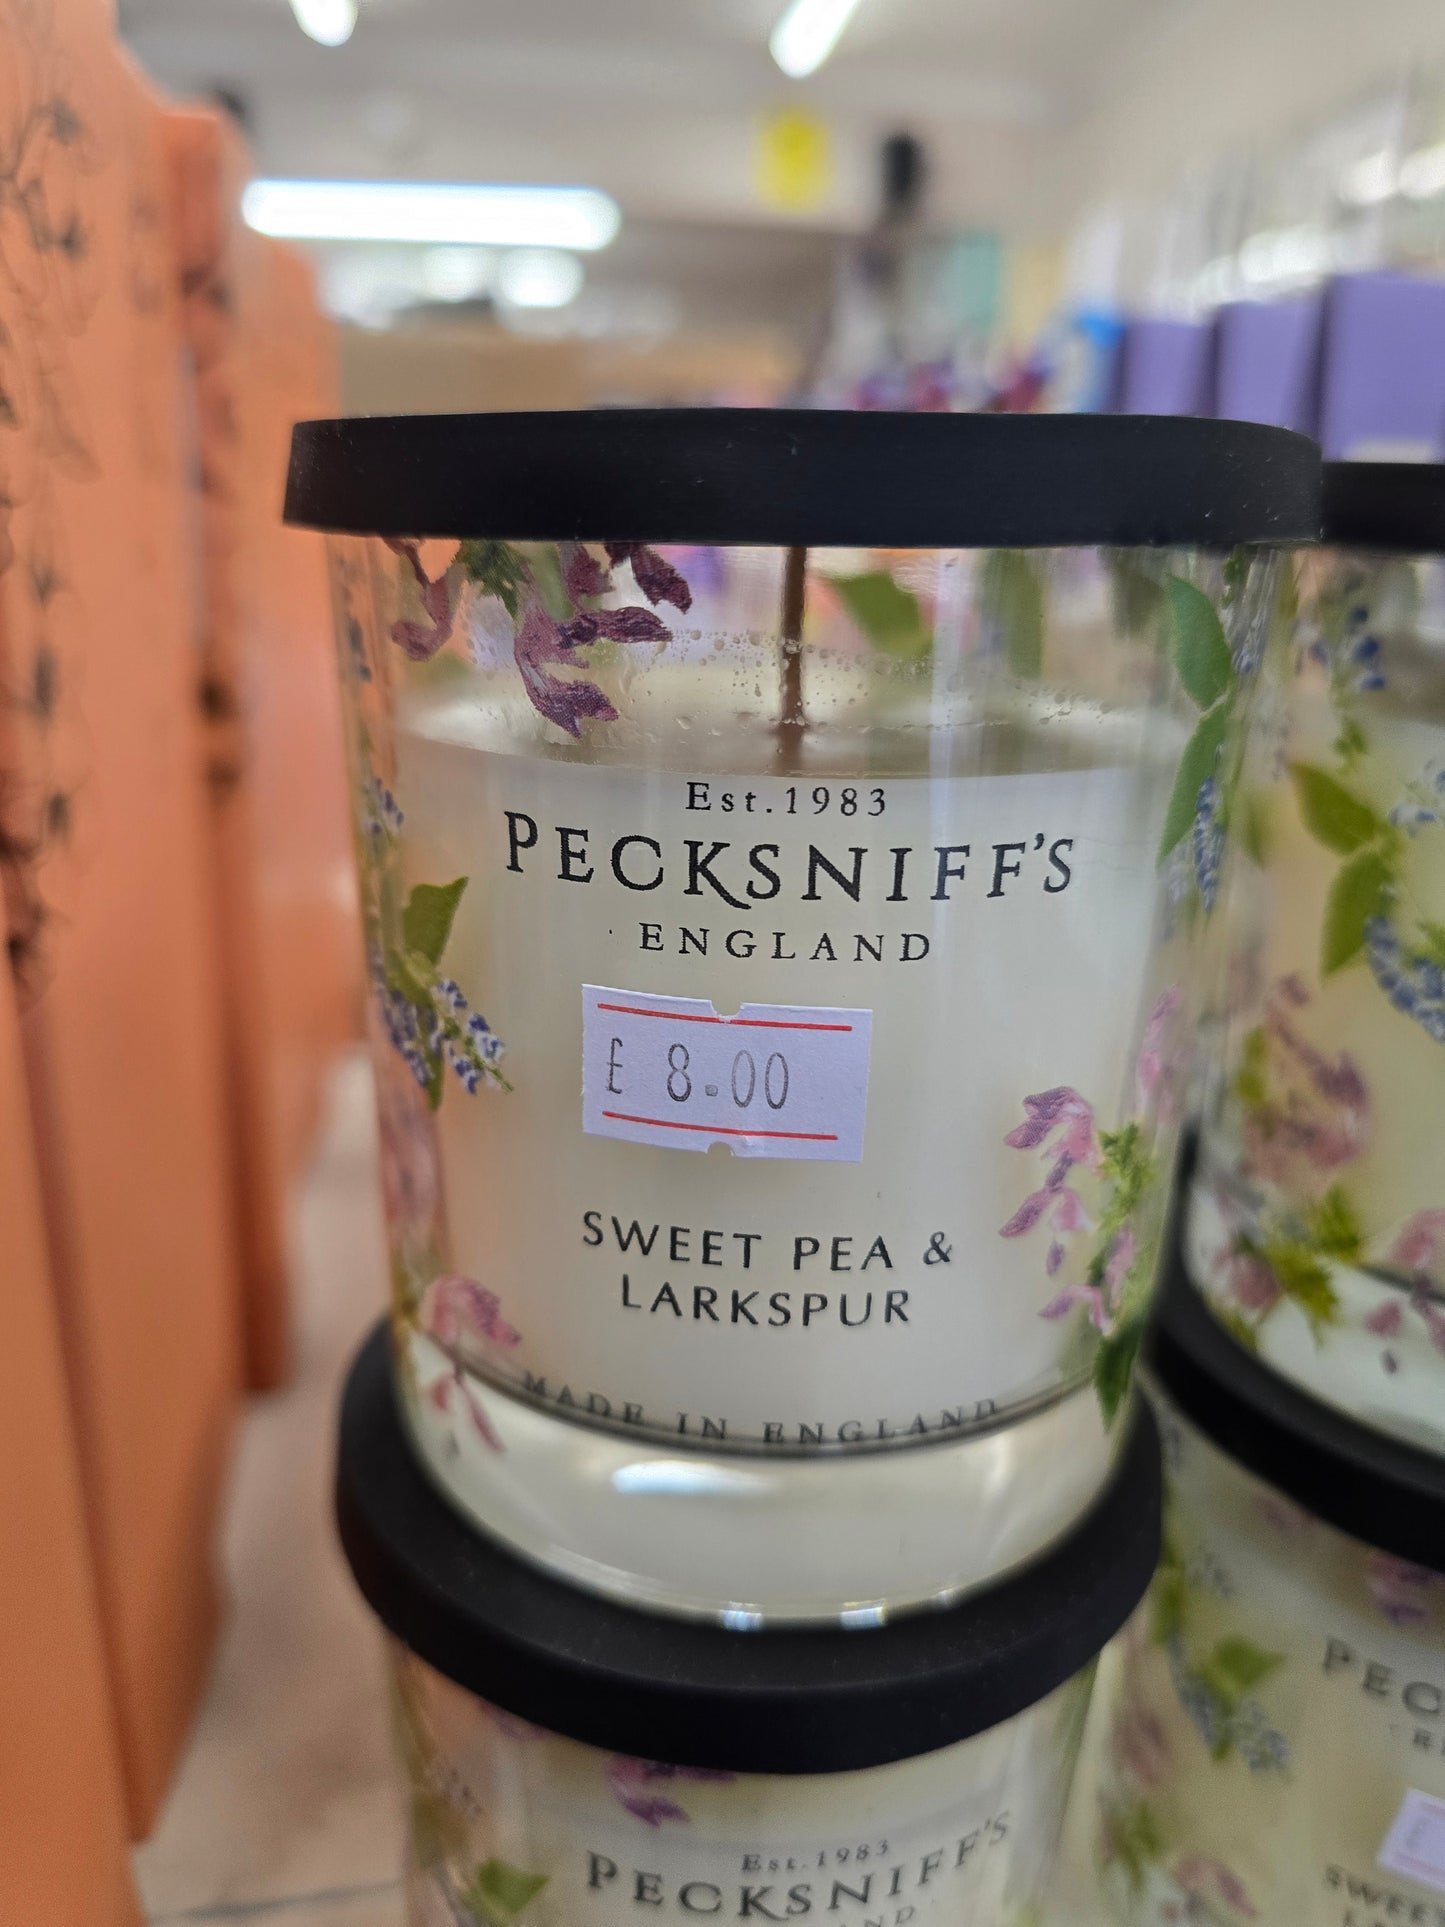 Est.1983
PECKSNIFF'S
ENGLAND
£ 8.00
SWEET PEA &
LARKSPUR
MADE IN ENGLAND
Est.1983
PECKSNIFF'S